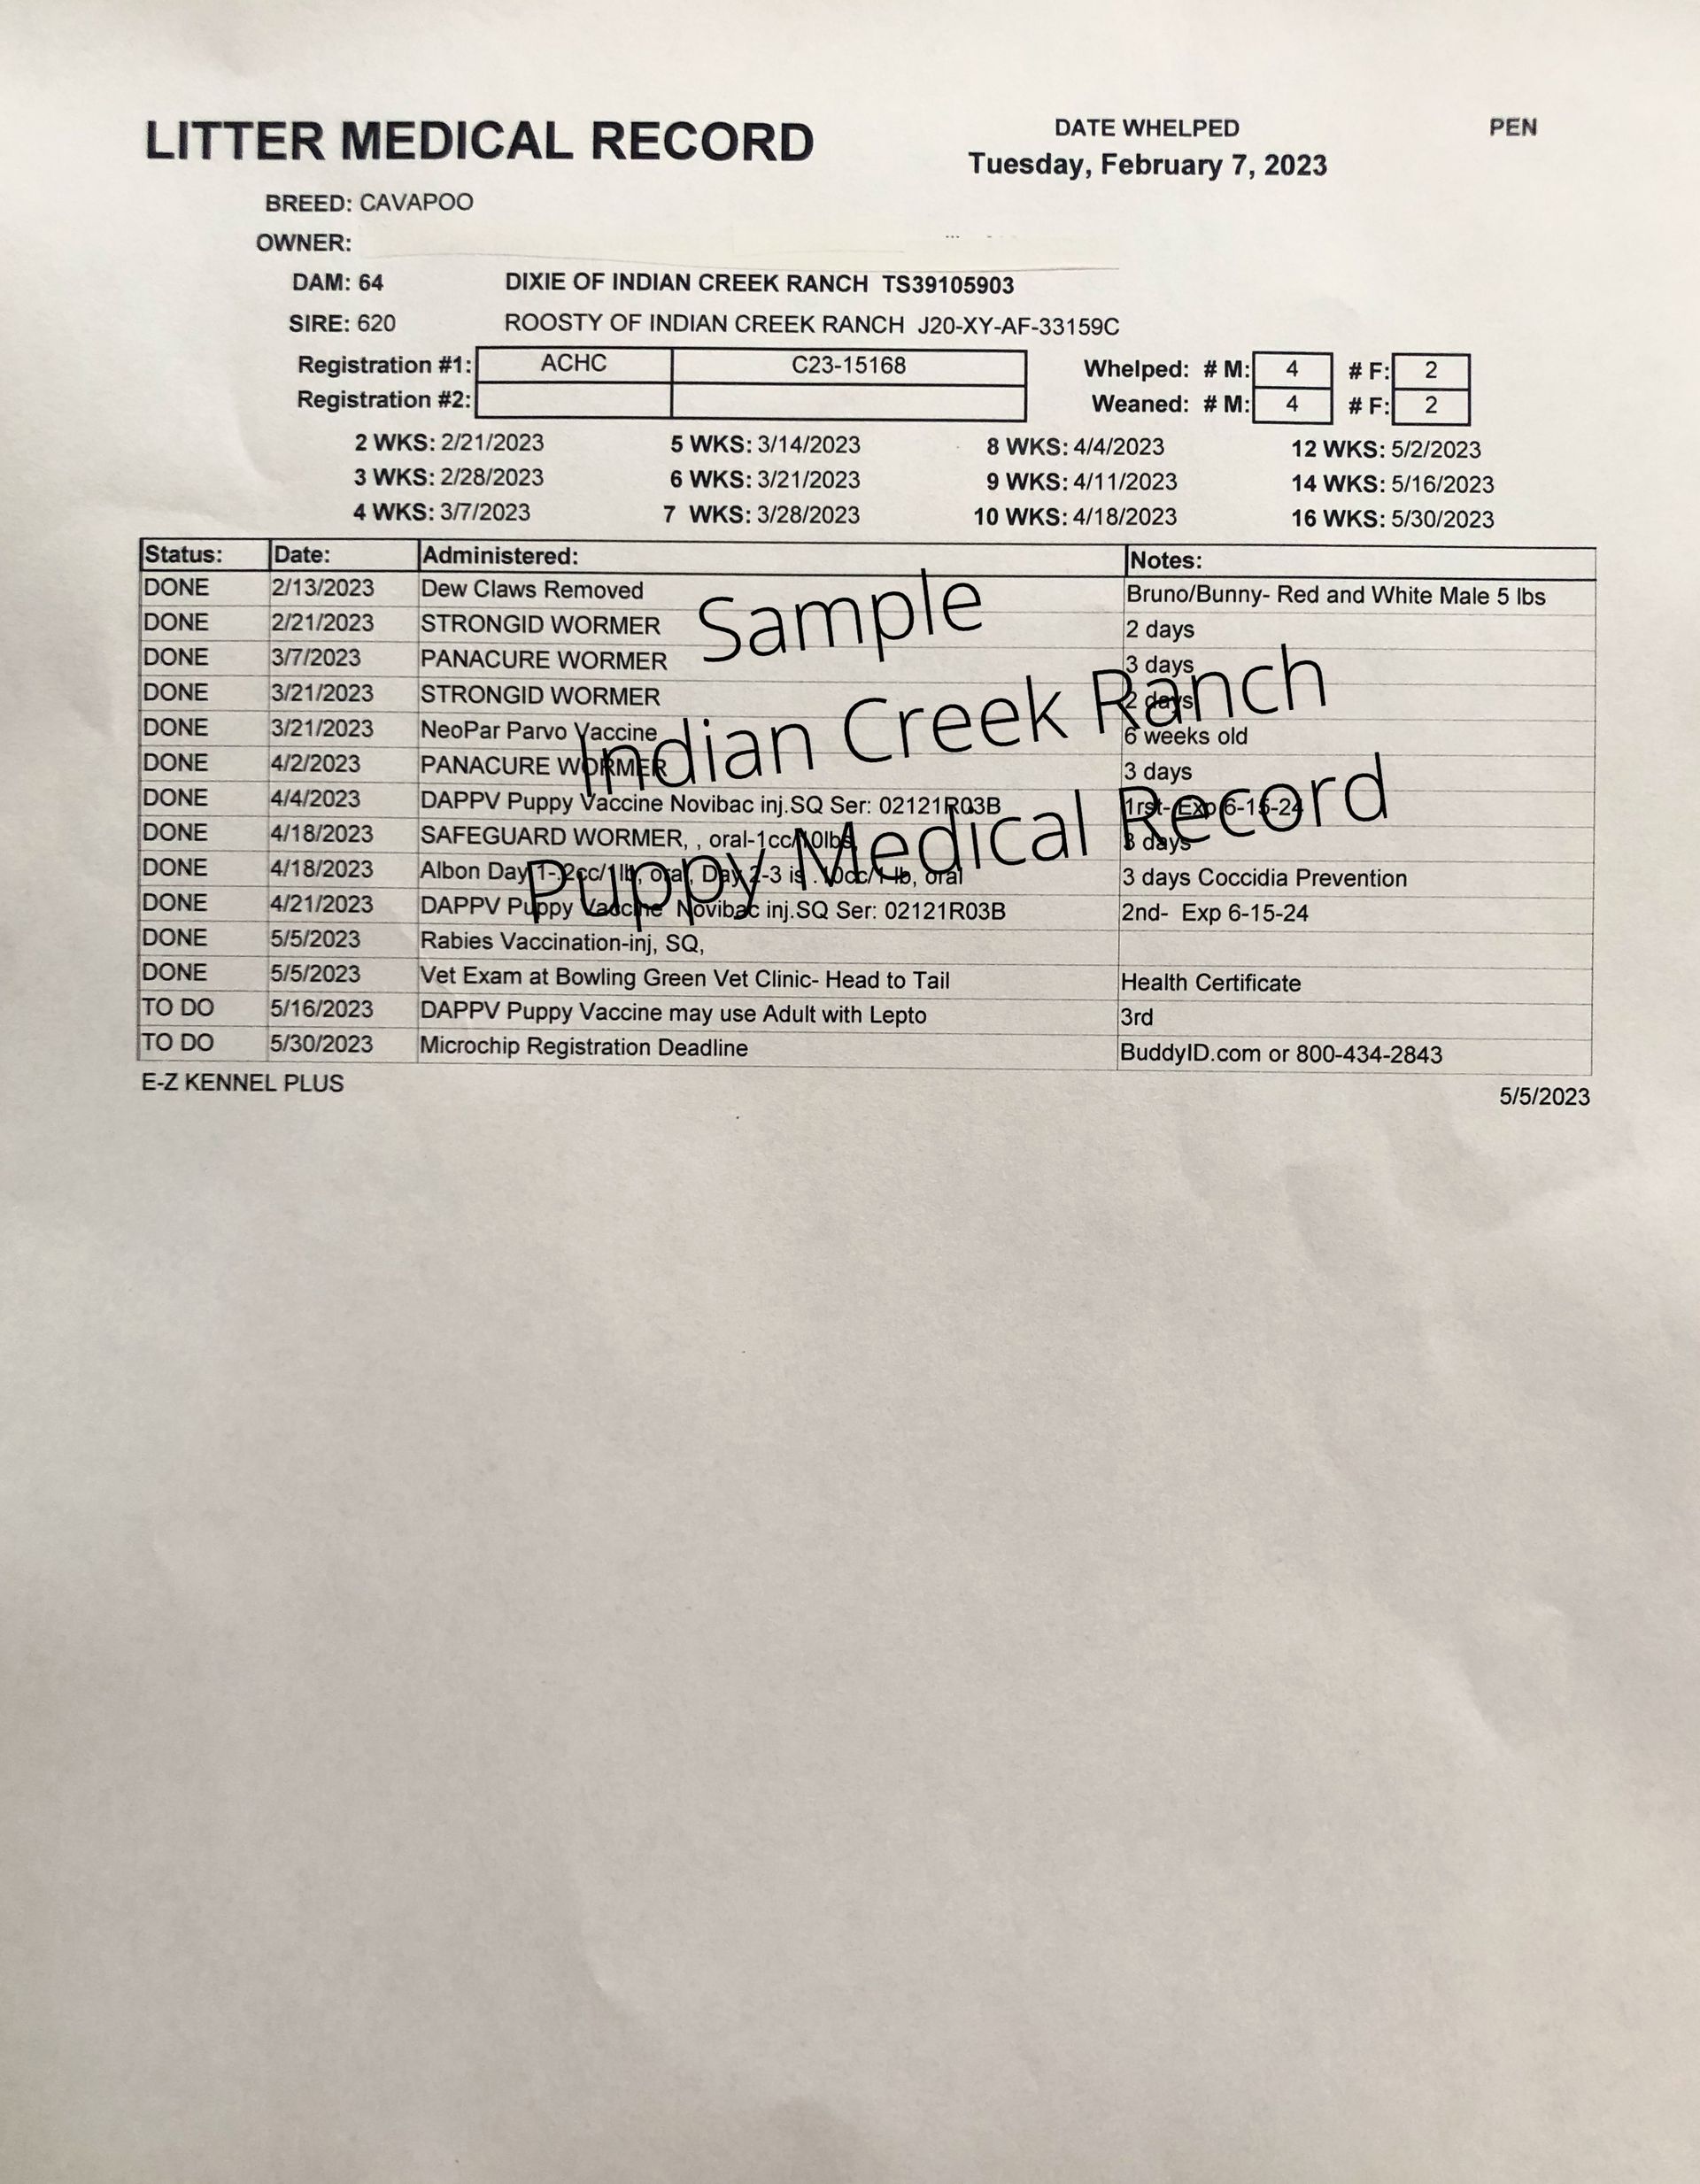 LITTER MEDICAL RECORD
DATE WHELPED
PEN
Tuesday, February 7, 2023
BREED: CAVAPOO
OWNER:
DAM: 64 DIXIE OF INDIAN CREEK RANCH TS39105903
SIRE: 620 ROOSTY OF INDIAN CREEK RANCH J20-XY-AF-33159C
Registration #1: ACHC C23-15168 Whelped: # M: 4 # F: 2
Registration #2: Weaned: # M: 4 # F: 2
2 WKS: 2/21/2023 5 WKS: 3/14/2023 8 WKS: 4/4/2023 12 WKS: 5/2/2023
3 WKS: 2/28/2023 6 WKS: 3/21/2023 9 WKS: 4/11/2023 14 WKS: 5/16/2023
4 WKS: 3/7/2023 7 WKS: 3/28/2023 10 WKS: 4/18/2023 16 WKS: 5/30/2023
Status: Date: Administered: Notes:
DONE 2/13/2023 Dew Claws Removed Bruno/Bunny- Red and White Male 5 lbs
DONE 2/21/2023 STRONGID WORMER 2 days
DONE 3/7/2023 PANACURE WORMER 3 days
DONE 3/21/2023 STRONGID WORMER 2 days
DONE 3/21/2023 NeoPar Parvo Vaccine 6 weeks old
DONE 4/2/2023 PANACURE WORMER 3 days
DONE 4/4/2023 DAPPV Puppy Vaccine Novibac inj.SQ Ser: 02121R03B 1rst- Exp 6-15-24
DONE 4/18/2023 SAFEGUARD WORMER, , oral-1cc/10lbs, 3 days
DONE 4/18/2023 Albon Day 1-.2cc/1lb, oral, Day 2-3 is .10cc/1 lb, oral 3 days Coccidia Prevention
DONE 4/21/2023 DAPPV Puppy Vaccine Novibac inj.SQ Ser: 02121R03B 2nd- Exp 6-15-24
DONE 5/5/2023 Rabies Vaccination-inj, SQ,
DONE 5/5/2023 Vet Exam at Bowling Green Vet Clinic- Head to Tail Health Certificate
TO DO 5/16/2023 DAPPV Puppy Vaccine may use Adult with Lepto 3rd
TO DO 5/30/2023 Microchip Registration Deadline BuddyID.com or 800-434-2843
E-Z KENNEL PLUS 5/5/2023
Sample
Indian Creek Ranch
Puppy Medical Record